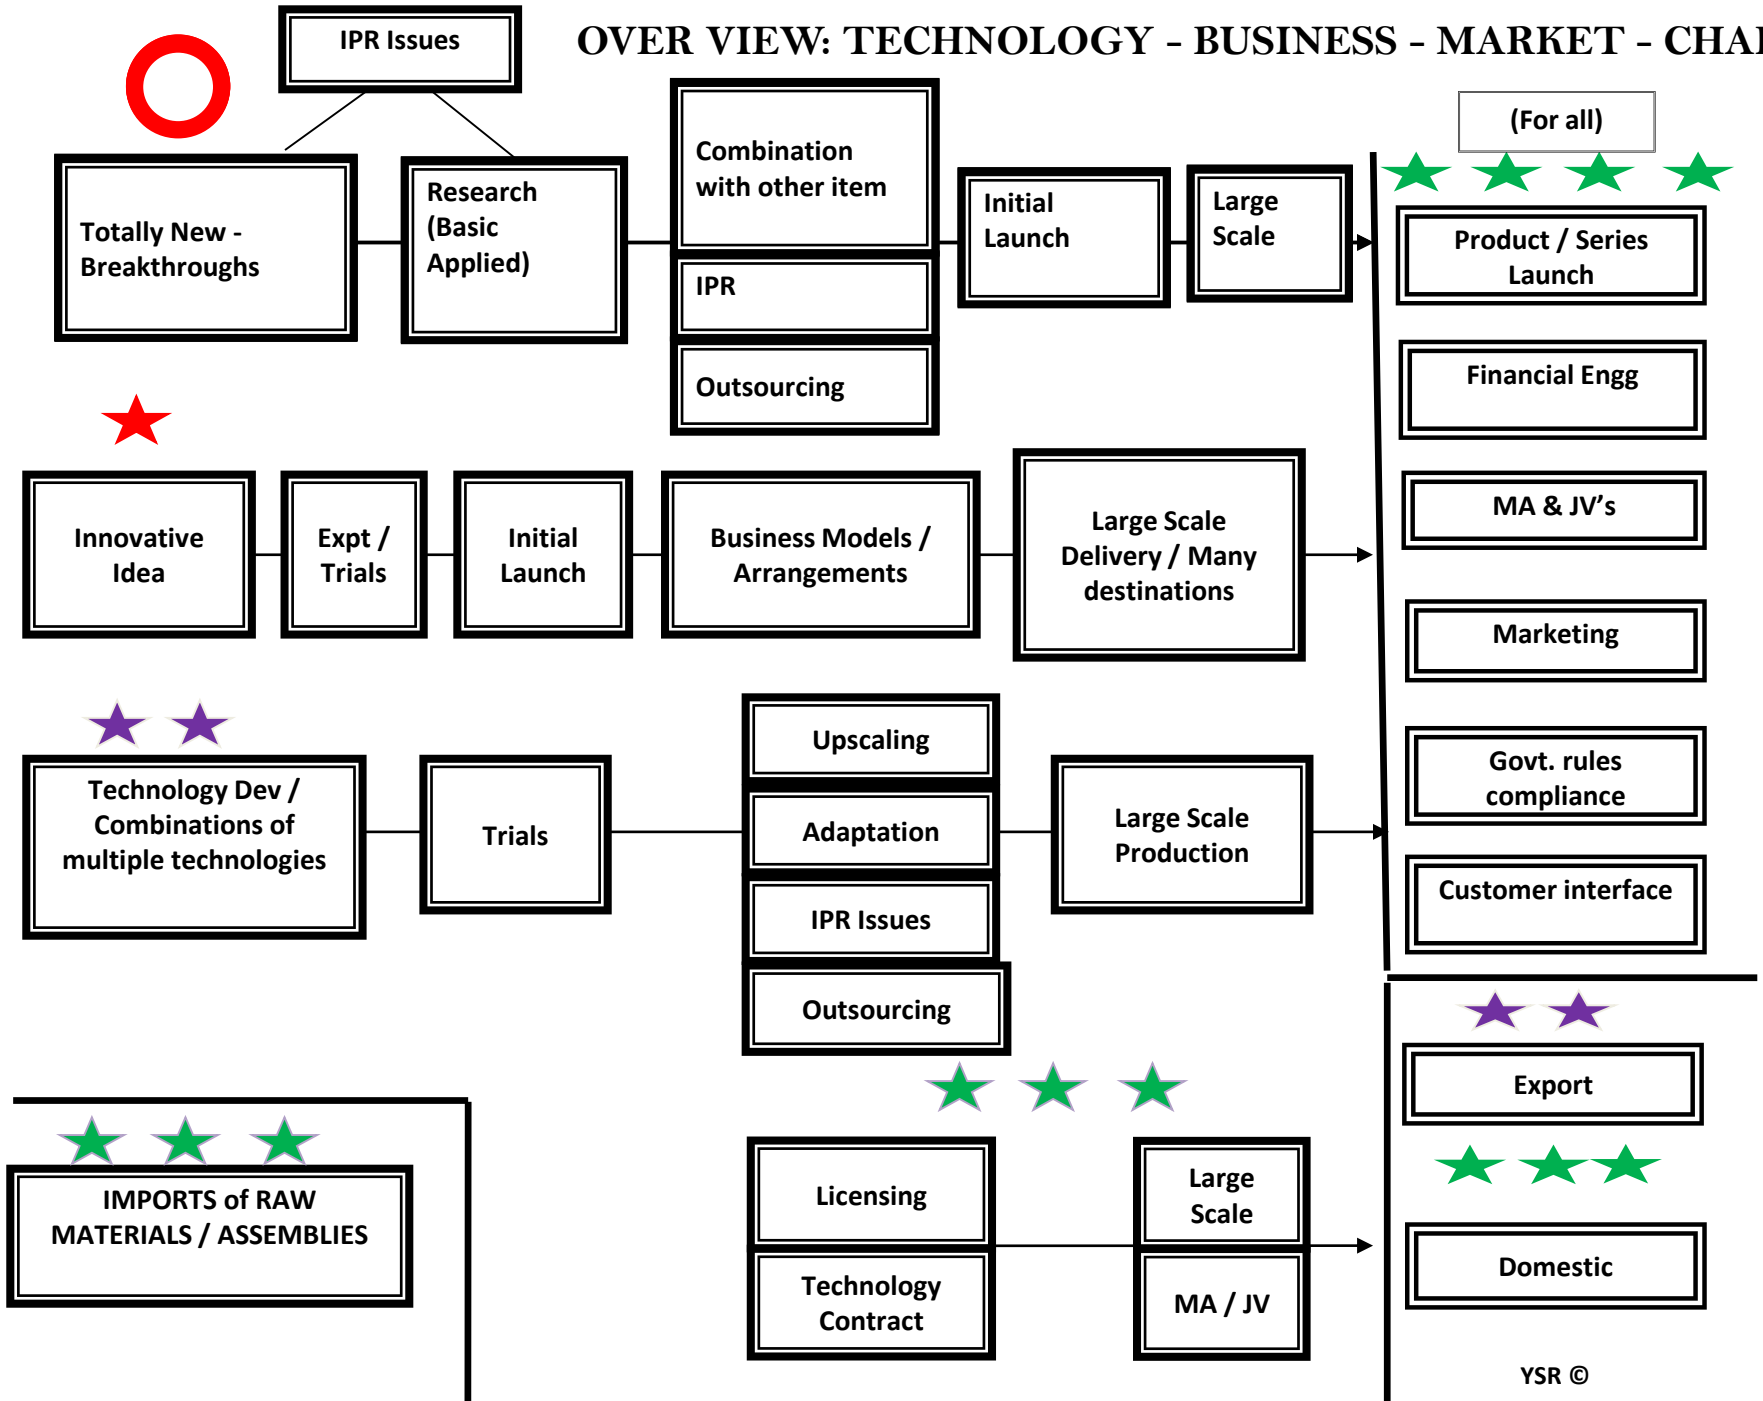 OVER VIEW: TECHNOLOGY - BUSINESS - MARKET -
IPR Issues
(For all)
Totally New -
Breakthroughs
Research
(Basic
Applied)
Combination
with other item
IPR
Outsourcing
Initial
Launch
Large
Scale
Product / Series
Launch
Financial Engg
MA & JV's
Marketing
Govt. rules
compliance
Customer interface
Innovative
Idea
Expt /
Trials
Initial
Launch
Business Models /
Arrangements
Large Scale
Delivery / Many
destinations
Technology Dev /
Combinations of
multiple technologies
Trials
Upscaling
Adaptation
IPR Issues
Outsourcing
Large Scale
Production
Export
Domestic
IMPORTS of RAW
MATERIALS / ASSEMBLIES
Licensing
Technology
Contract
Large
Scale
MA / JV
YSR ©